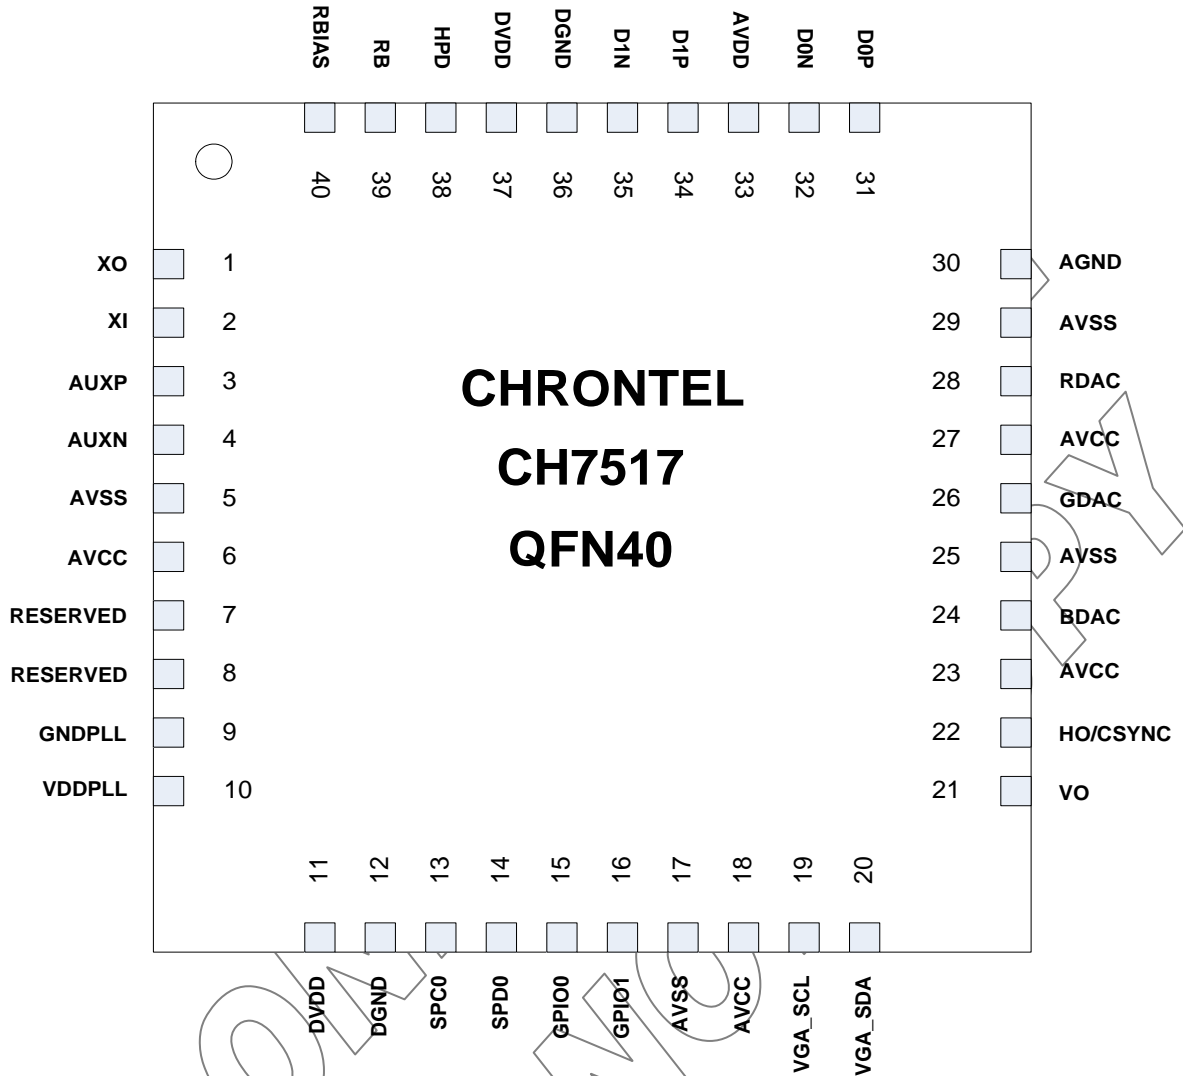 RBIAS RB HPD DVDD DGND D1N D1P AVDD D0N D0P
40 39 38 37 36 35 34 33 32 31
XO 1 30 AGND
XI 2 29 AVSS
AUXP 3 28 RDAC
AUXN 4 27 AVCC
AVSS 5 26 GDAC
AVCC 6 25 AVSS
RESERVED 7 24 BDAC
RESERVED 8 23 AVCC
GNDPLL 9 22 HO/CSYNC
VDDPLL 10 21 VO
CHRONTEL
CH7517
QFN40
11 12 13 14 15 16 17 18 19 20
DVDD DGND SPC0 SPD0 GPIO0 GPIO1 AVSS AVCC VGA_SCL VGA_SDA